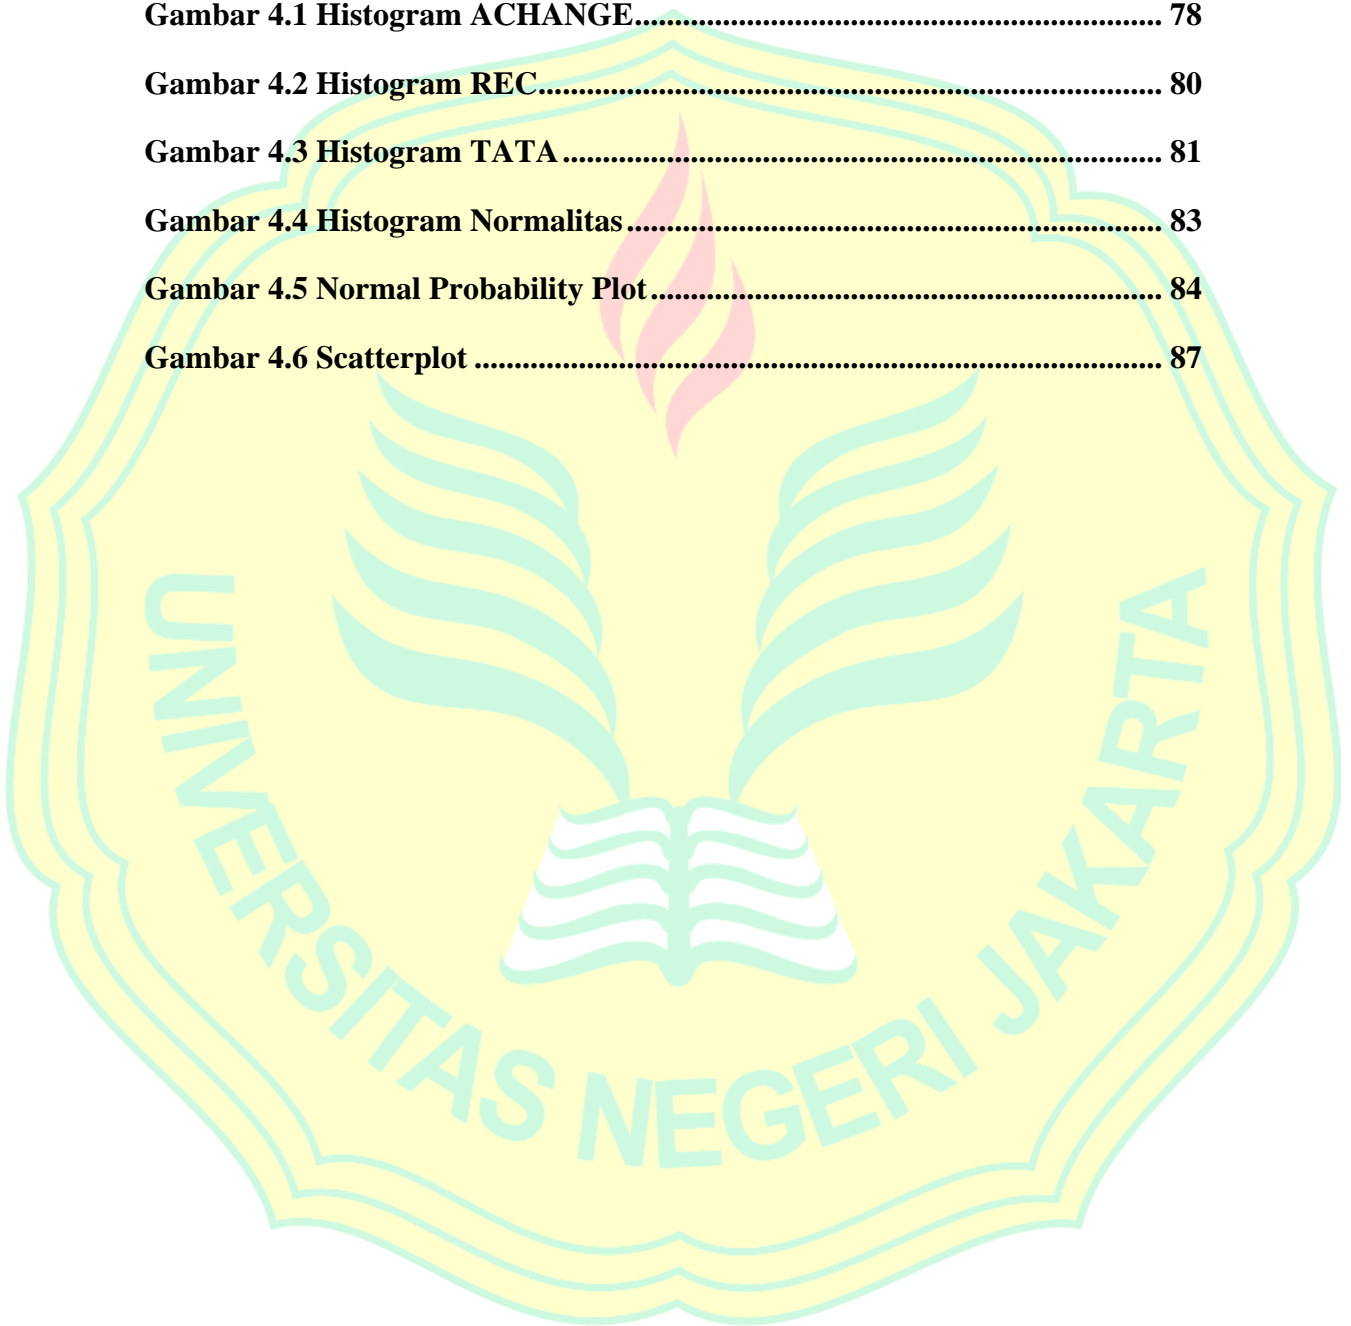 Gambar 4.1 Histogram ACHANGE.................................................................. 78
Gambar 4.2 Histogram REC.............................................................................. 80
Gambar 4.3 Histogram TATA ........................................................................... 81
Gambar 4.4 Histogram Normalitas ................................................................... 83
Gambar 4.5 Normal Probability Plot ................................................................ 84
Gambar 4.6 Scatterplot ...................................................................................... 87
UNIVERSITAS NEGERI JAKARTA